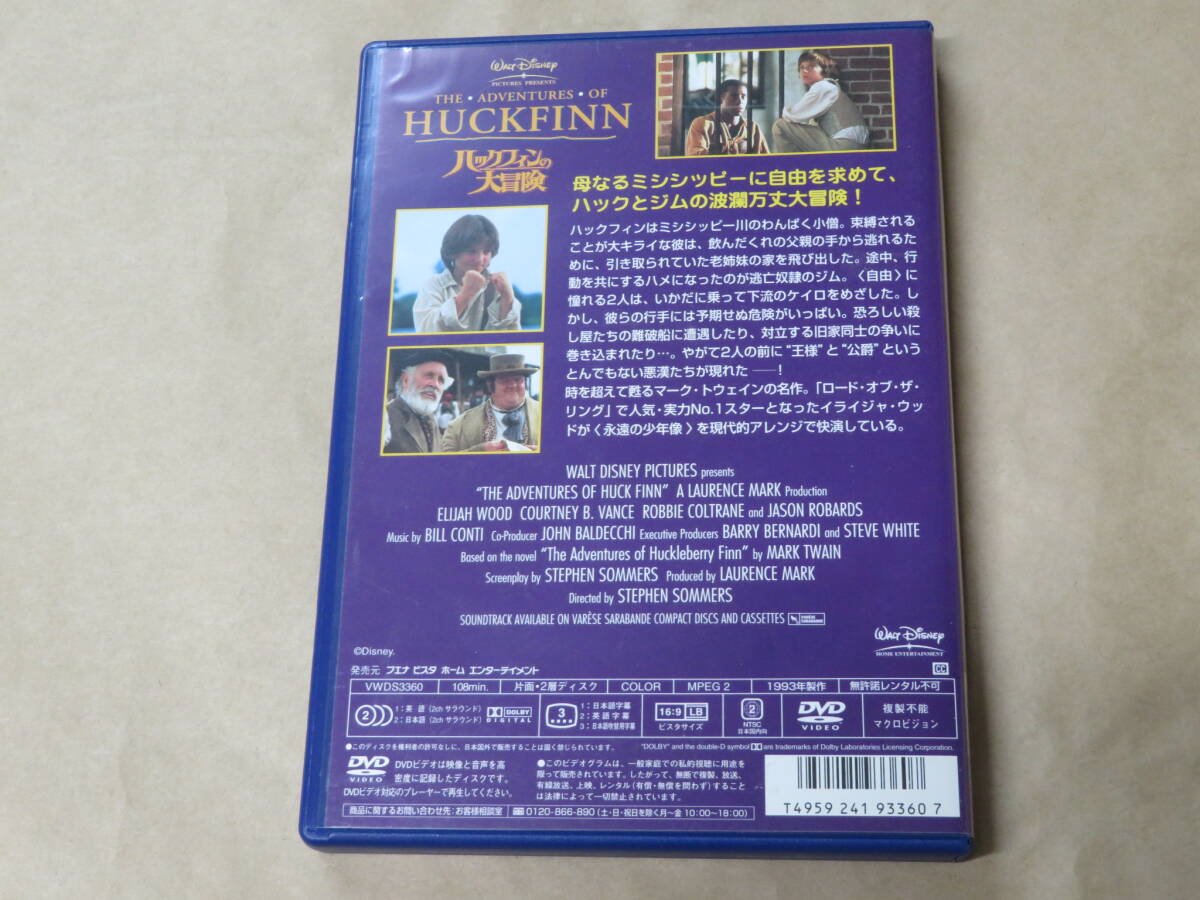 WALT DISNEY
PICTURES PRESENTS
THE · ADVENTURES · OF
HUCKFINN
ハックフィンの
大冒険
母なるミシシッピーに自由を求めて、
ハックとジムの波瀾万丈大冒険！
ハックフィンはミシシッピー川のわんぱく小僧。束縛される
ことが大キライな彼は、飲んだくれの父親の手から逃れるた
めに、引き取られていた老姉妹の家を飛び出した。途中、行
動を共にするハメになったのが逃亡奴隷のジム。〈自由〉に
憧れる2人は、いかだに乗って下流のケイロをめざした。し
かし、彼らの行手には予期せぬ危険がいっぱい。恐ろしい殺
し屋たちの難破船に遭遇したり、対立する旧家同士の争いに
巻き込まれたり…。やがて2人の前に“王様”と“公爵”という
とんでもない悪漢たちが現れた ──！
時を超えて甦るマーク・トウェインの名作。「ロード・オブ・ザ・
リング」で人気・実力No.1スターとなったイライジャ・ウッ
ドが〈永遠の少年像〉を現代的アレンジで快演している。
WALT DISNEY PICTURES presents
“THE ADVENTURES OF HUCK FINN” A LAURENCE MARK Production
ELIJAH WOOD COURTNEY B. VANCE ROBBIE COLTRANE and JASON ROBARDS
Music by BILL CONTI Co-Producer JOHN BALDECCHI Executive Producers BARRY BERNARDI and STEVE WHITE
Based on the novel “The Adventures of Huckleberry Finn” by MARK TWAIN
Screenplay by STEPHEN SOMMERS Produced by LAURENCE MARK
Directed by STEPHEN SOMMERS
SOUNDTRACK AVAILABLE ON VARÈSE SARABANDE COMPACT DISCS AND CASSETTES VARÈSE SARABANDE
WALT DISNEY
HOME ENTERTAINMENT
©Disney.
発売元 ブエナ ビスタ ホーム エンターテイメント
CC
VWDS3360 108min. 片面・2層ディスク COLOR MPEG 2 1993年製作 無許諾レンタル不可
2 1：英 語（2ch サラウンド）
2：日本語（2ch サラウンド）
DOLBY
DIGITAL
3 1：日本語字幕
2：英語字幕
3：日本語吹替用字幕
16:9 LB
ビスタサイズ
2
NTSC
日本国内向
DVD
VIDEO
複製不能
マクロビジョン
●このディスクを権利者の許可なしに、日本国外で販売することは固く禁じられています。
"DOLBY" and the double-D symbol are trademarks of Dolby Laboratories Licensing Corporation.
DVD
VIDEO
DVDビデオは映像と音声を高
密度に記録したディスクです。
DVDビデオ対応のプレーヤーで再生してください。
●このビデオグラムは、一般家庭での私的視聴に用途を
限って販売されています。したがって、無断で複製、放送、
有線放送、上映、レンタル（有償・無償を問わず）すること
は法律によって一切禁止されています。
商品に関するお問い合わせ先：お客様相談室 0120-866-890（土・日・祝日を除く月〜金 10:00〜18:00）
T4959 241 93360 7